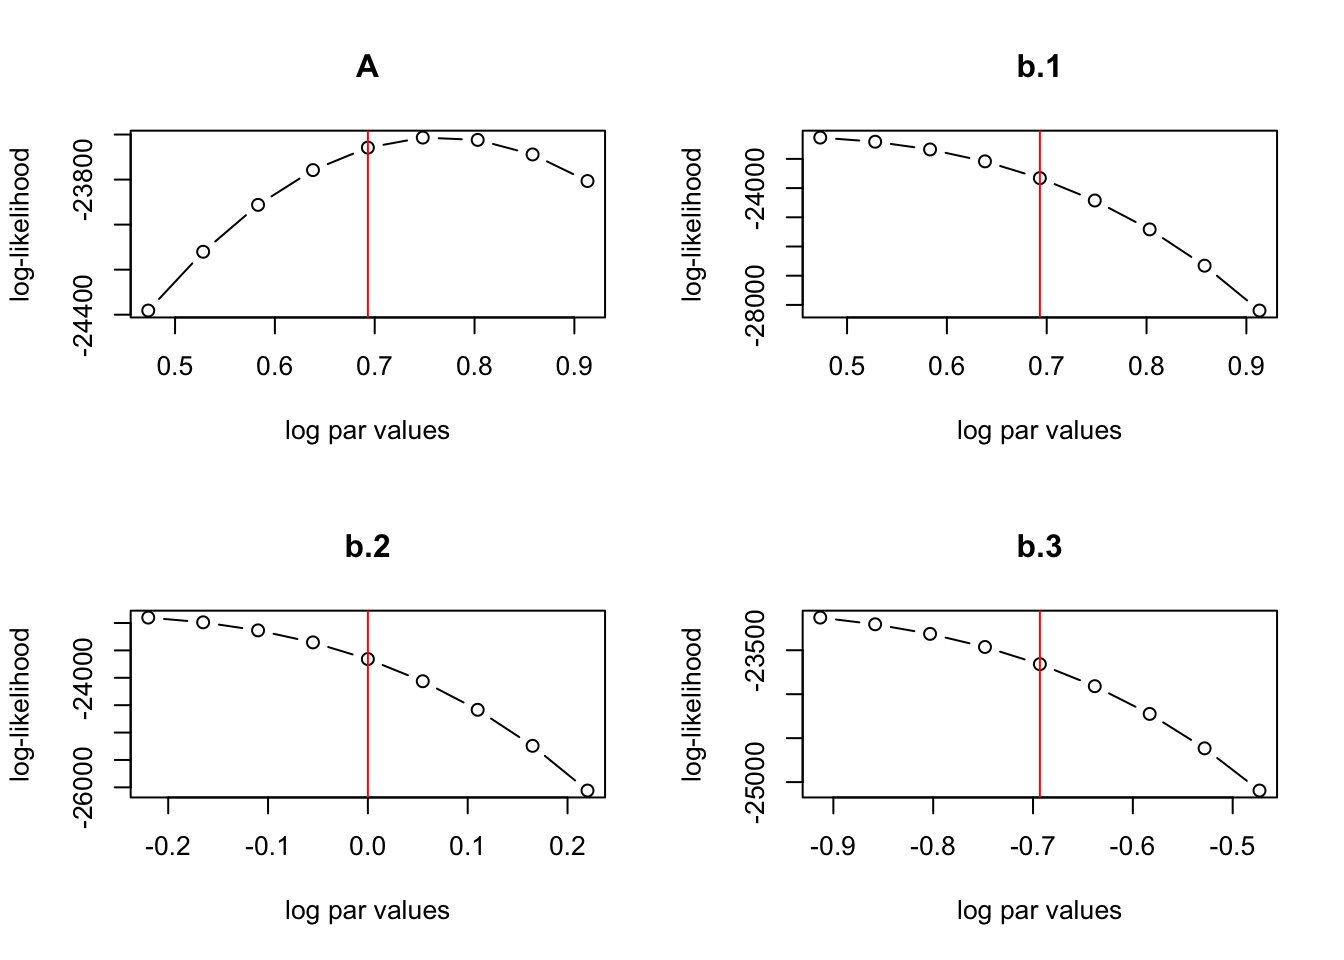 A
log-likelihood
-23800
-24400
0.5 0.6 0.7 0.8 0.9
log par values
b.1
log-likelihood
-24000
-28000
0.5 0.6 0.7 0.8 0.9
log par values
b.2
log-likelihood
-24000
-26000
-0.2 -0.1 0.0 0.1 0.2
log par values
b.3
log-likelihood
-23500
-25000
-0.9 -0.8 -0.7 -0.6 -0.5
log par values